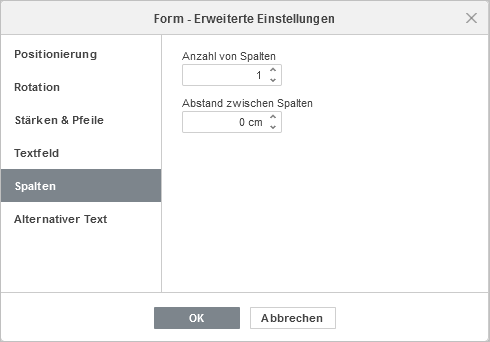 Form - Erweiterte Einstellungen
Positionierung
Rotation
Stärken & Pfeile
Textfeld
Spalten
Alternativer Text
Anzahl von Spalten
1
Abstand zwischen Spalten
0 cm
OK
Abbrechen